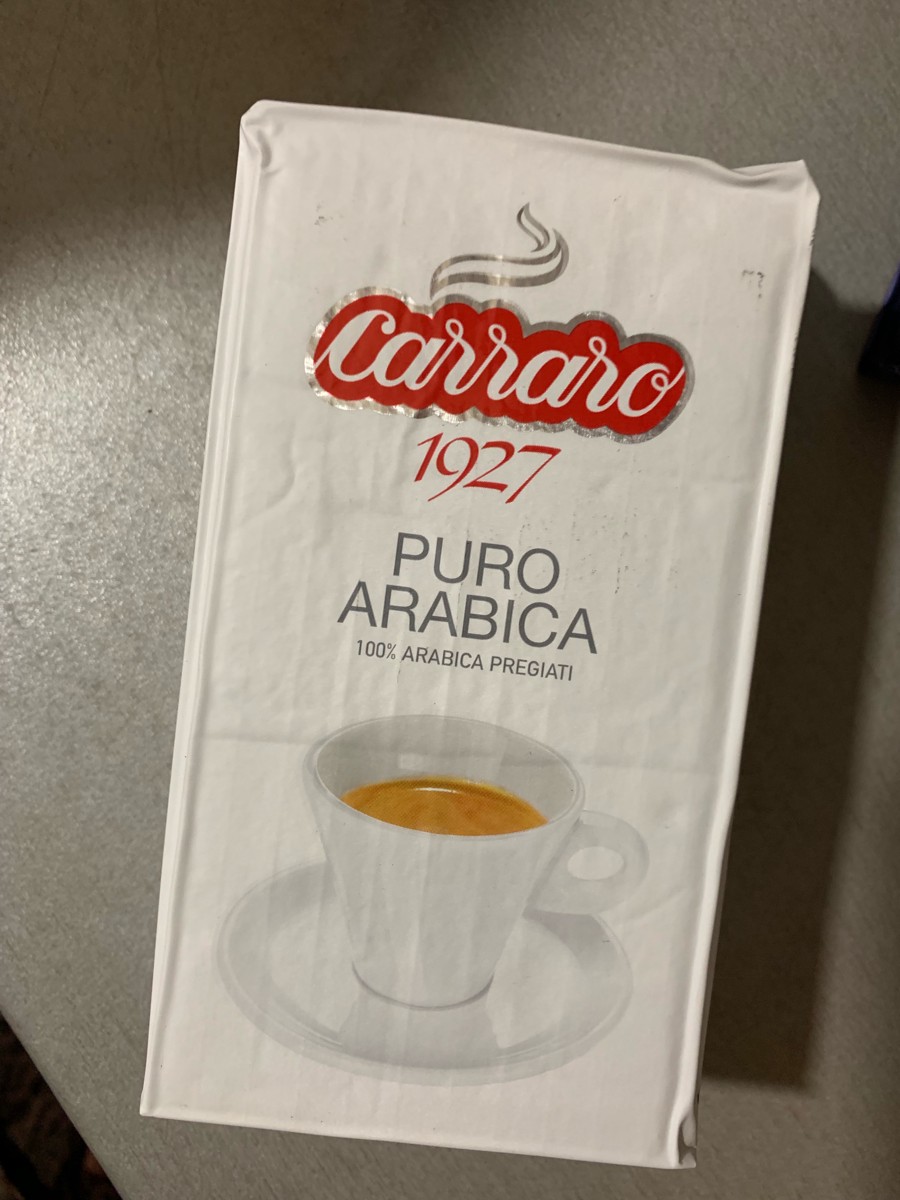 Carraro
1927
PURO
ARABICA
100% ARABICA PREGIATI